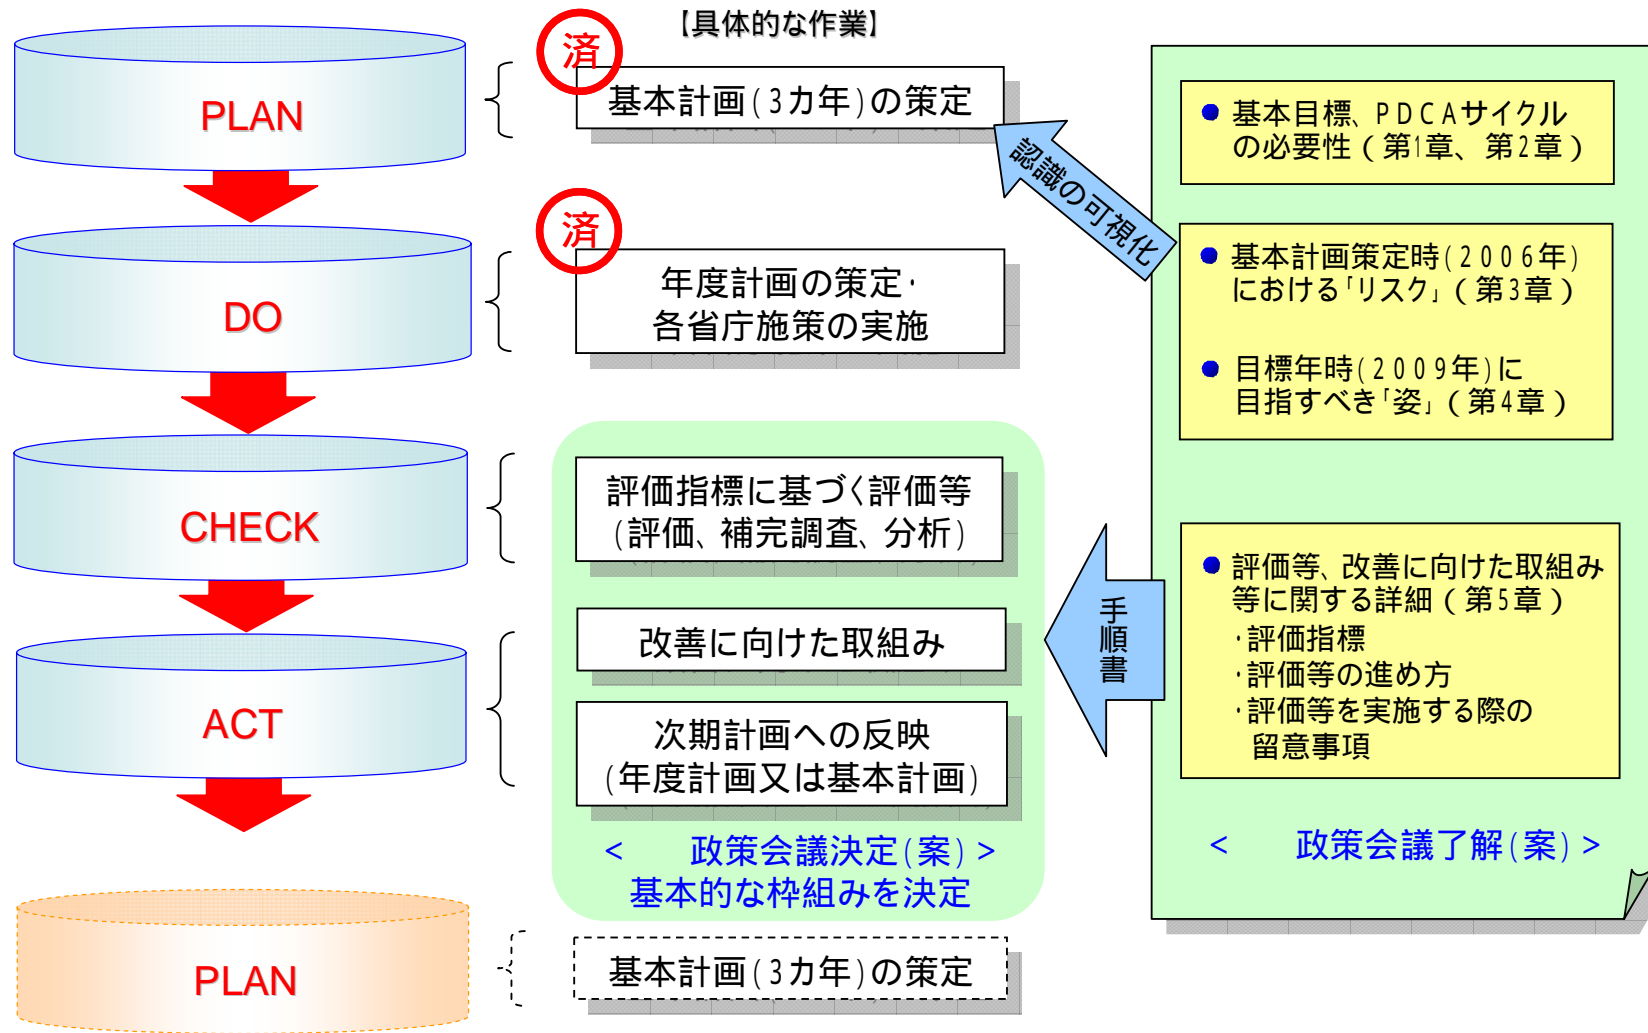 【具体的な作業】
PLAN
済
基本計画(3カ年)の策定
DO
済
年度計画の策定・
各省庁施策の実施
CHECK
評価指標に基づく評価等
(評価、補完調査、分析)
ACT
改善に向けた取組み
次期計画への反映
(年度計画又は基本計画)
<　　政策会議決定(案)>
基本的な枠組みを決定
PLAN
基本計画(3カ年)の策定
認識の可視化
手順書
● 基本目標、PDCAサイクル
の必要性(第1章、第2章)
● 基本計画策定時(2006年)
における「リスク」(第3章)
● 目標年時(2009年)に
目指すべき「姿」(第4章)
● 評価等、改善に向けた取組み
等に関する詳細(第5章)
・評価指標
・評価等の進め方
・評価等を実施する際の
留意事項
<　　政策会議了解(案)>